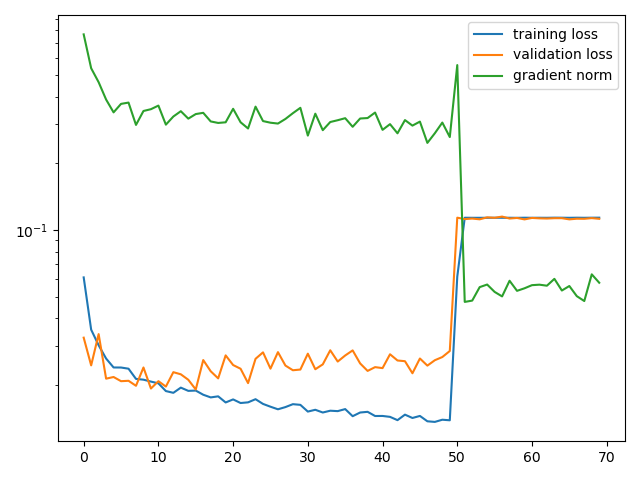 training loss
validation loss
gradient norm
10⁻¹
0 10 20 30 40 50 60 70